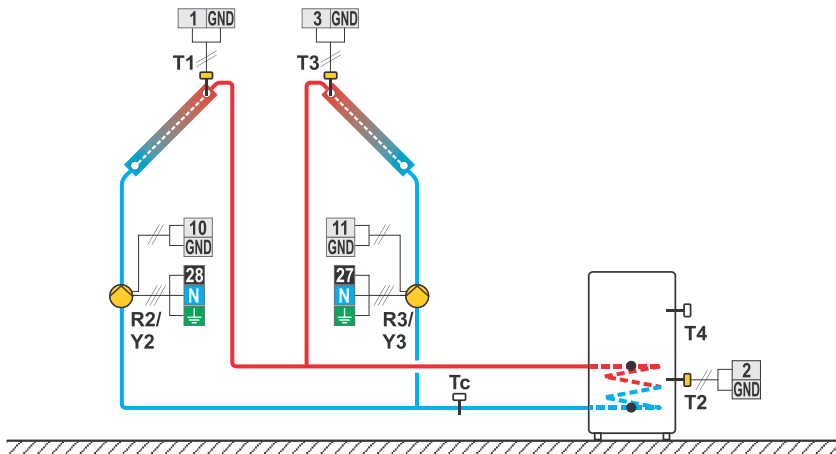 1 GND
3 GND
T1
T3
10
GND
11
GND
28
N
27
N
R2/
Y2
R3/
Y3
T4
Tc
2
GND
T2